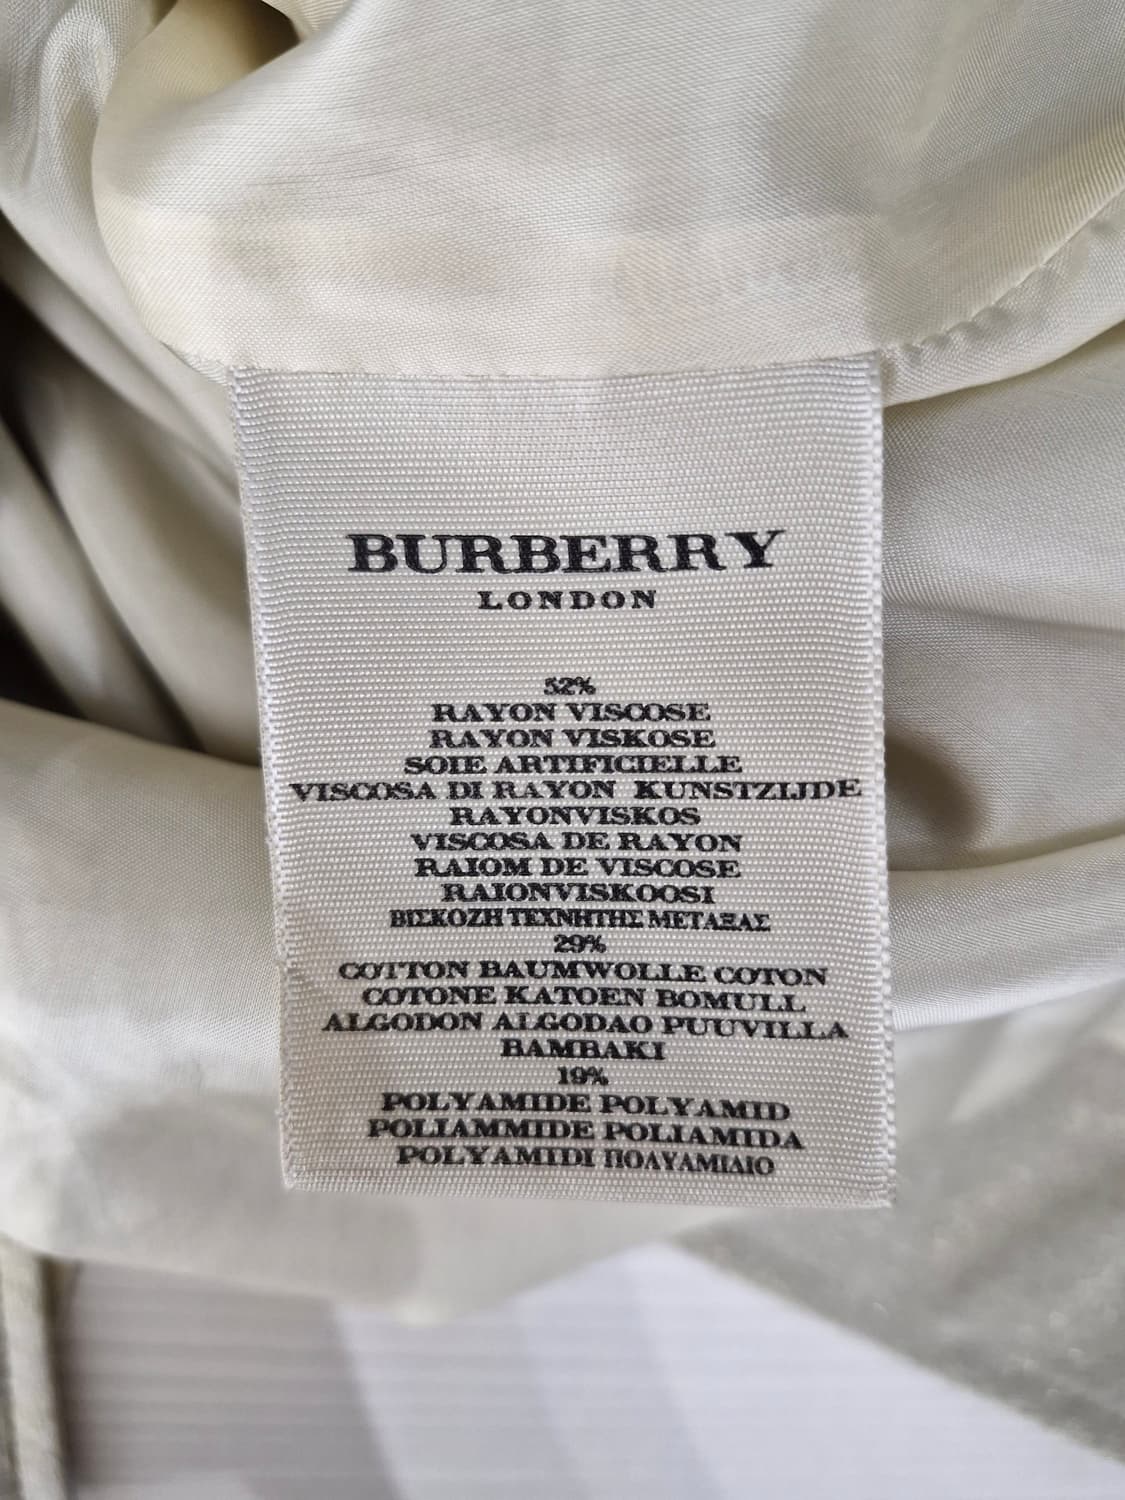 BURBERRY
LONDON
52%
RAYON VISCOSE
RAYON VISKOSE
SOIE ARTIFICIELLE
VISCOSA DI RAYON KUNSTZIJDE
RAYONVISKOS
VISCOSA DE RAYON
RAIOM DE VISCOSE
RAIONVISKOOSI
ΒΙΣΚΟΖΗ ΤΕΧΝΗΤΗΣ ΜΕΤΑΞΑΣ
29%
COTTON BAUMWOLLE COTON
COTONE KATOEN BOMULL
ALGODON ALGODAO PUUVILLA
BAMBAKI
19%
POLYAMIDE POLYAMID
POLIAMMIDE POLIAMIDA
POLYAMIDI ΠΟΛΥΑΜΙΔΙΟ